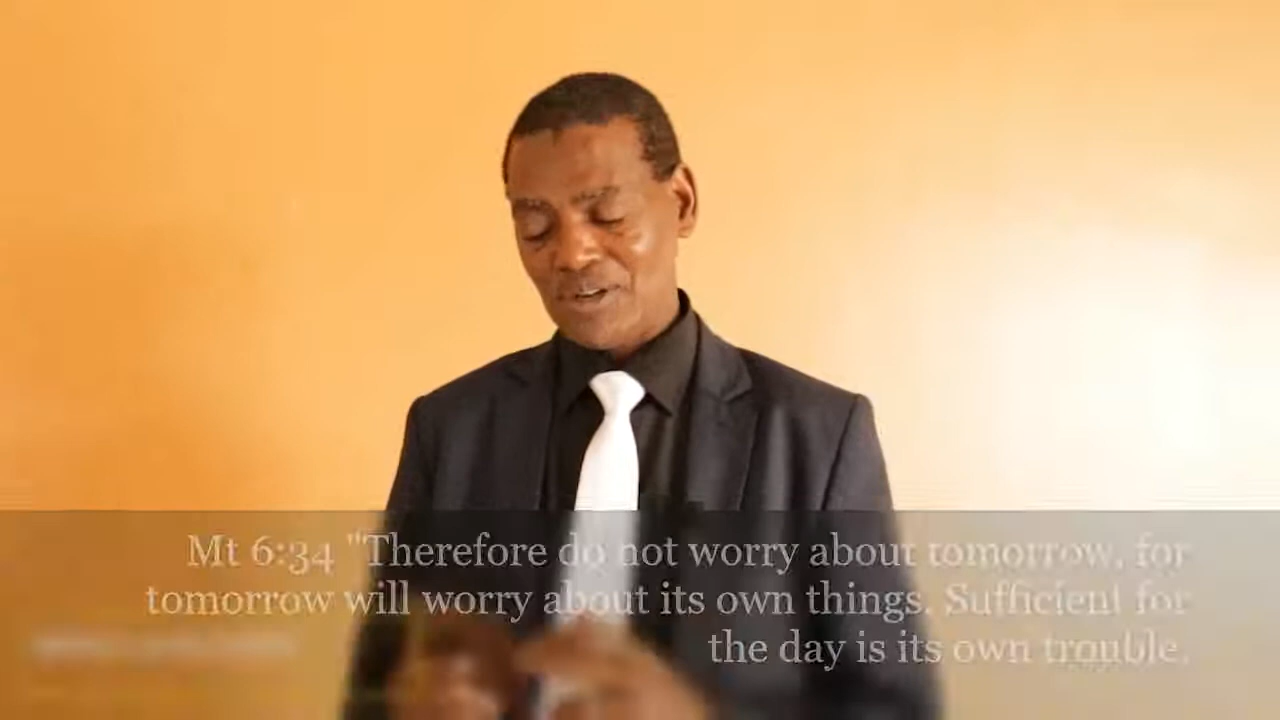 Mt 6:34 "Therefore do not worry about tomorrow, for
tomorrow will worry about its own things. Sufficient for
the day is its own trouble.